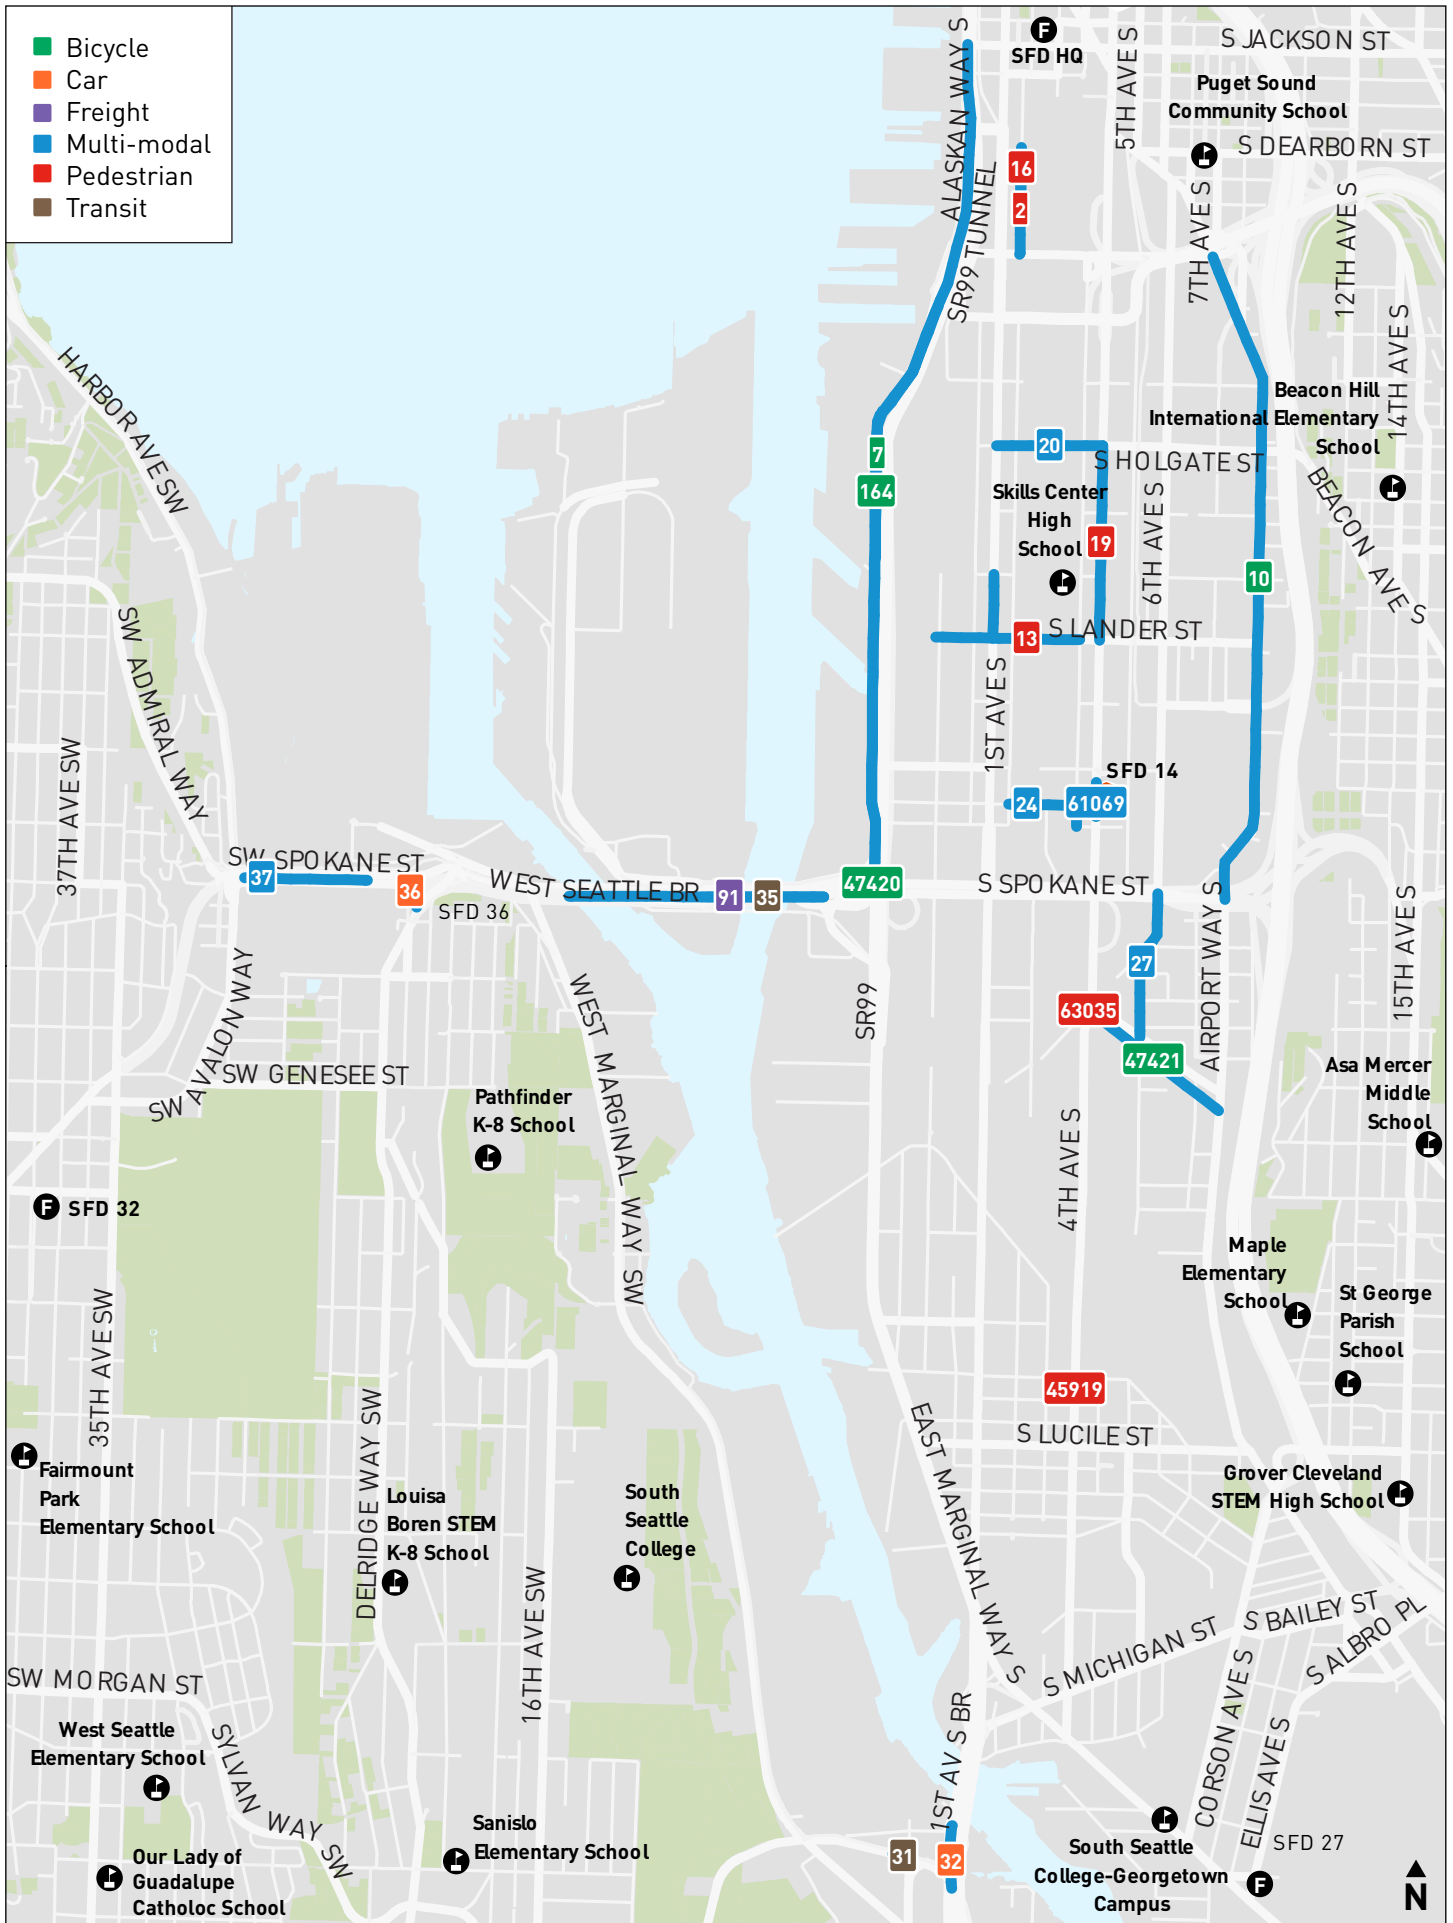 Bicycle
Car
Freight
Multi-modal
Pedestrian
Transit
ALASKAN WAY S
F
SFD HQ
5TH AVE S
S JACKSON ST
Puget Sound
Community School
S DEARBORN ST
16
2
SR99 TUNNEL
7TH AVE S
12TH AVE S
14TH AVE S
HARBOR AVE SW
Beacon Hill
International Elementary
School
7
20
S HOLGATE ST
164
Skills Center
High
School
19
6TH AVE S
BEACON AVE S
10
SW ADMIRAL WAY
13
S LANDER ST
1ST AVE S
37TH AVE SW
SFD 14
24
61069
SW SPOKANE ST
37
36
SFD 36
WEST SEATTLE BR
91
35
47420
S SPOKANE ST
AIRPORT WAY S
15TH AVE S
27
SW AVALON WAY
WEST MARGINAL WAY SW
SR99
63035
47421
SW GENESEE ST
Asa Mercer
Middle
School
Pathfinder
K-8 School
4TH AVE S
F
SFD 32
Maple
Elementary
School
St George
Parish
School
35TH AVE SW
45919
S LUCILE ST
DELRIDGE WAY SW
EAST MARGINAL WAY S
Fairmount
Park
Elementary School
Louisa
Boren STEM
K-8 School
South
Seattle
College
Grover Cleveland
STEM High School
16TH AVE SW
S MICHIGAN ST
S BAILEY ST
S ALBRO PL
SW MORGAN ST
West Seattle
Elementary School
SYLVAN WAY SW
1ST AV S BR
CORSON AVE S
ELLIS AVE S
Sanislo
Elementary School
31
32
South Seattle
College-Georgetown
Campus
SFD 27
F
Our Lady of
Guadalupe
Catholoc School
N